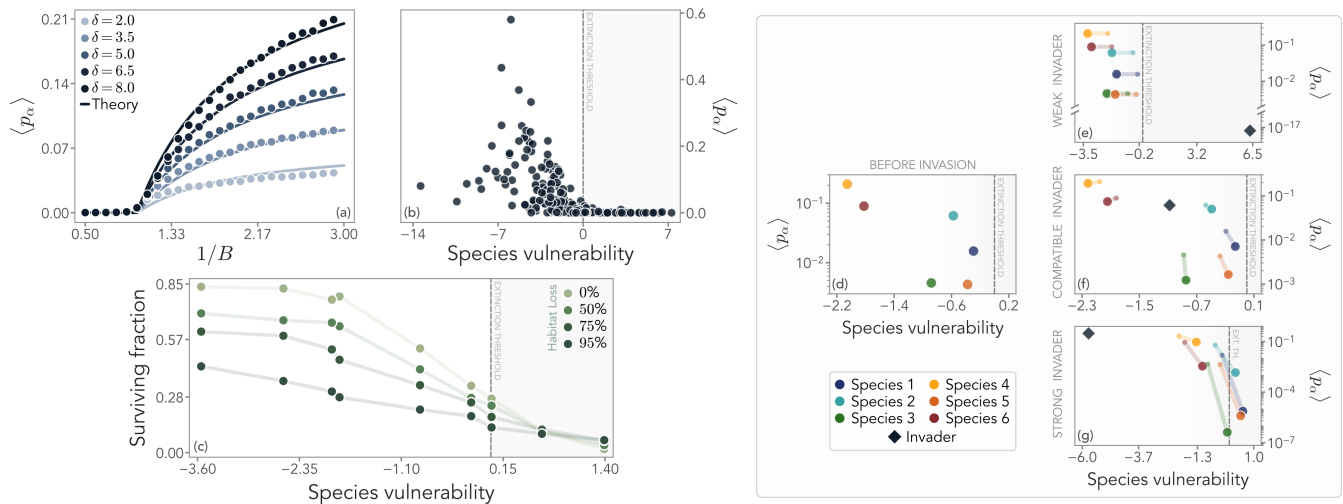 0.21
0.14
0.07
0.00
⟨pα⟩
δ = 2.0
δ = 3.5
δ = 5.0
δ = 6.5
δ = 8.0
Theory
(a)
0.50 1.33 2.17 3.00
1/B
EXTINCTION THRESHOLD
0.6
0.4
0.2
0.0
⟨pα⟩
(b)
−14 −7 0 7
Species vulnerability
Surviving fraction
0.85
0.57
0.28
0.00
EXTINCTION THRESHOLD
Habitat Loss
0%
50%
75%
95%
(c)
−3.60 −2.35 −1.10 0.15 1.40
Species vulnerability
BEFORE INVASION
⟨pα⟩
10−1
10−2
EXTINCTION THRESHOLD
(d)
−2.2 −1.4 −0.6 0.2
Species vulnerability
Species 1
Species 2
Species 3
Species 4
Species 5
Species 6
Invader
WEAK INVADER
EXTINCTION THRESHOLD
10−1
10−2
10−17
⟨pα⟩
(e)
−3.5 −0.2 3.2 6.5
COMPATIBLE INVADER
EXTINCTION THRESHOLD
10−1
10−2
10−3
⟨pα⟩
(f)
−2.3 −1.5 −0.7 0.1
STRONG INVADER
EXT. TH.
10−1
10−4
10−7
⟨pα⟩
(g)
−6.0 −3.7 −1.3 1.0
Species vulnerability